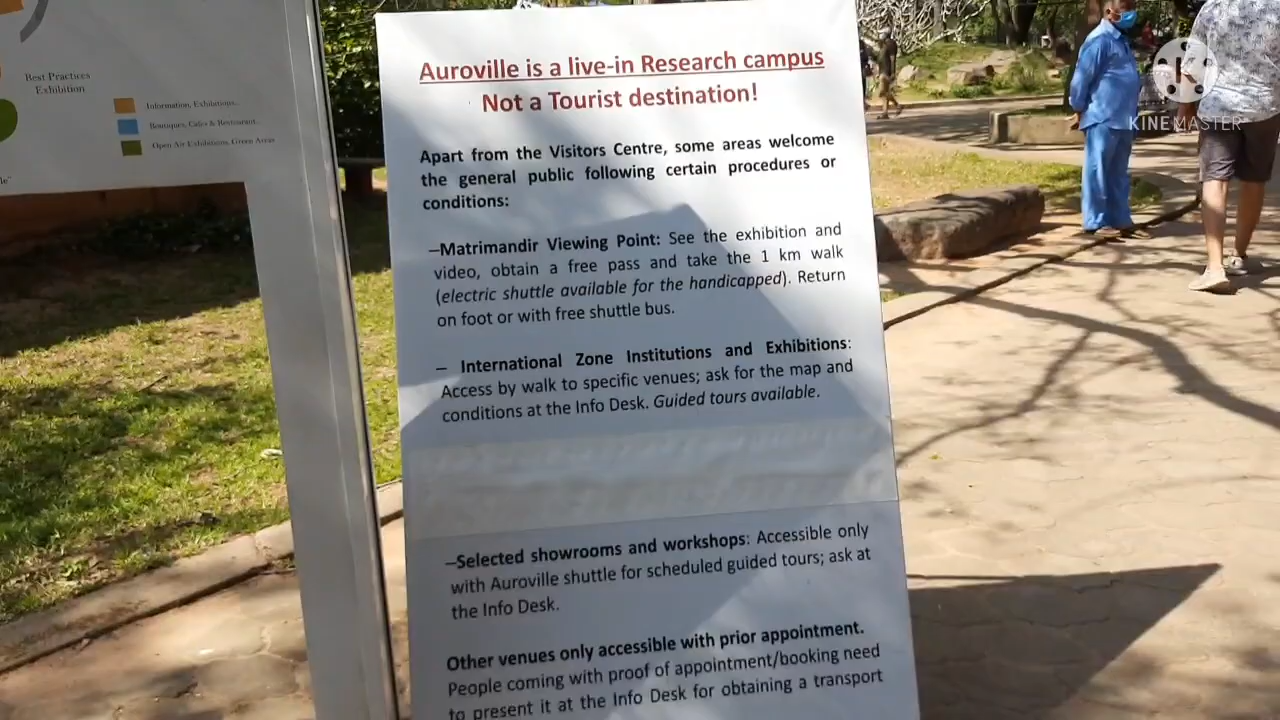 Best Practices
Exhibition
Information, Exhibitions..
Boutiques, Cafes & Restaurant..
Open Air Exhibitions, Green Areas
Auroville is a live-in Research campus
Not a Tourist destination!
Apart from the Visitors Centre, some areas welcome
the general public following certain procedures or
conditions:
–Matrimandir Viewing Point: See the exhibition and
video, obtain a free pass and take the 1 km walk
(electric shuttle available for the handicapped). Return
on foot or with free shuttle bus.
– International Zone Institutions and Exhibitions:
Access by walk to specific venues; ask for the map and
conditions at the Info Desk. Guided tours available.
–Selected showrooms and workshops: Accessible only
with Auroville shuttle for scheduled guided tours; ask at
the Info Desk.
Other venues only accessible with prior appointment.
People coming with proof of appointment/booking need
to present it at the Info Desk for obtaining a transport
K
KINEMASTER